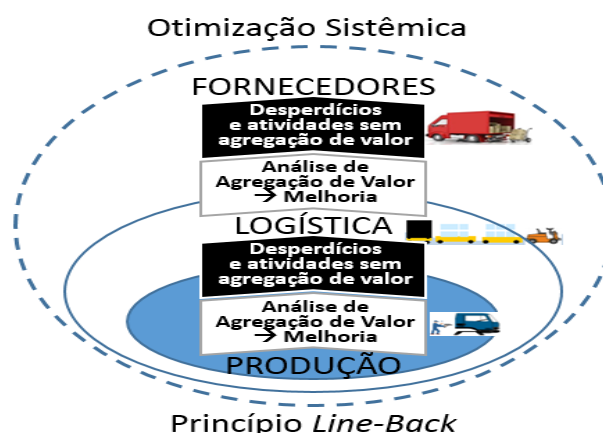 Otimização Sistêmica
FORNECEDORES
Desperdícios
e atividades sem
agregação de valor
Análise de
Agregação de Valor
→ Melhoria
LOGÍSTICA
Desperdícios
e atividades sem
agregação de valor
Análise de
Agregação de Valor
→ Melhoria
PRODUÇÃO
Princípio Line-Back